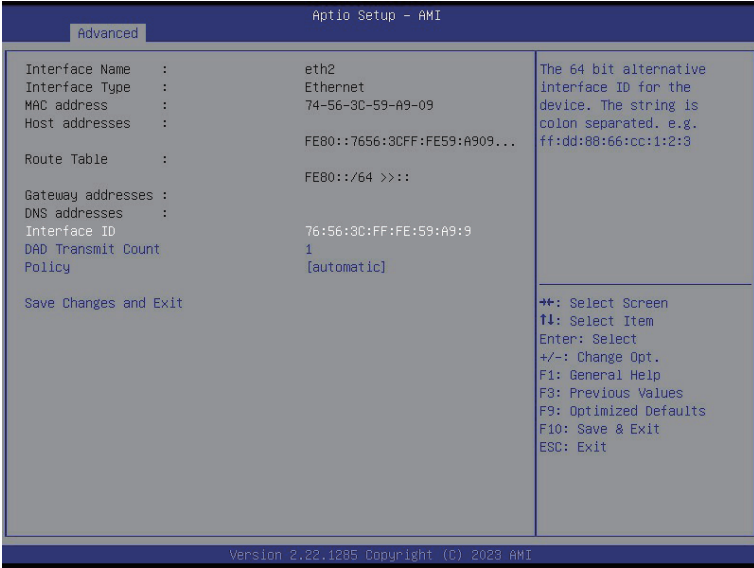 Aptio Setup – AMI
Advanced
Interface Name : eth2
Interface Type : Ethernet
MAC address : 74-56-3C-59-A9-09
Host addresses :
FE80::7656:3CFF:FE59:A909...
Route Table :
FE80::/64 >>::
Gateway addresses :
DNS addresses :
Interface ID 76:56:3C:FF:FE:59:A9:9
DAD Transmit Count 1
Policy [automatic]
Save Changes and Exit
The 64 bit alternative
interface ID for the
device. The string is
colon separated. e.g.
ff:dd:88:66:cc:1:2:3
→←: Select Screen
↑↓: Select Item
Enter: Select
+/-: Change Opt.
F1: General Help
F3: Previous Values
F9: Optimized Defaults
F10: Save & Exit
ESC: Exit
Version 2.22.1285 Copyright (C) 2023 AMI